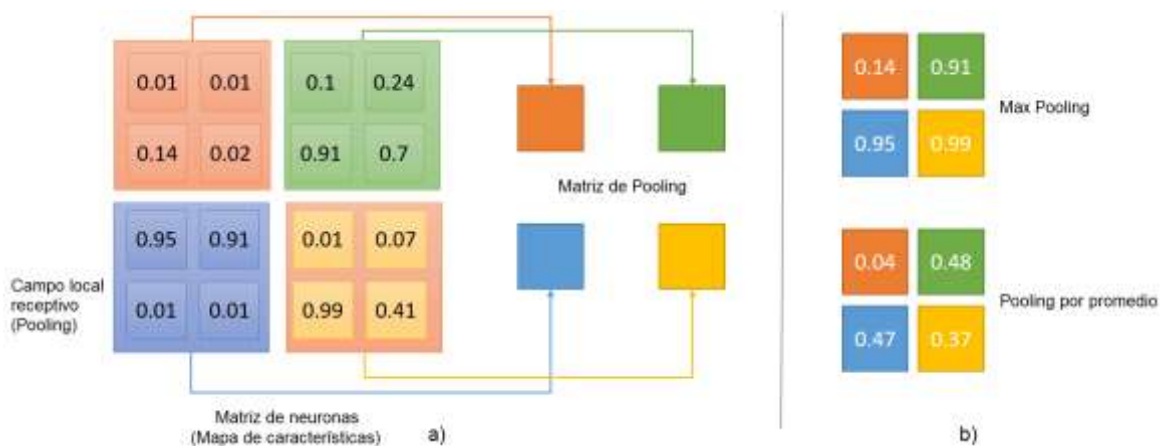 0.01 0.01 0.1 0.24
0.14 0.02 0.91 0.7
0.95 0.91 0.01 0.07
0.01 0.01 0.99 0.41
Campo local
receptivo
(Pooling)
Matriz de neuronas
(Mapa de características)
a)
Matriz de Pooling
0.14 0.91
0.95 0.99
Max Pooling
0.04 0.48
0.47 0.37
Pooling por promedio
b)